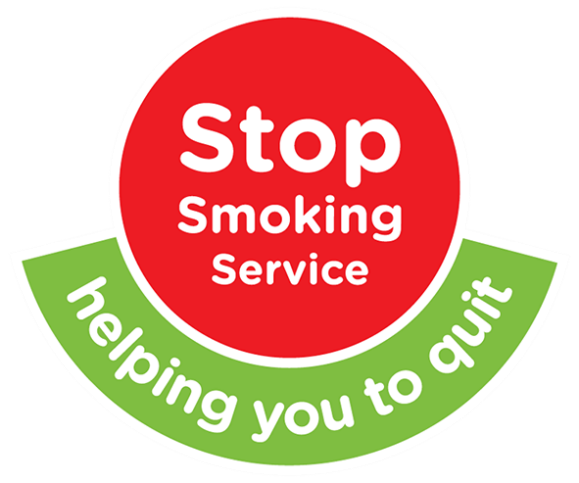 Stop
Smoking
Service
helping you to quit